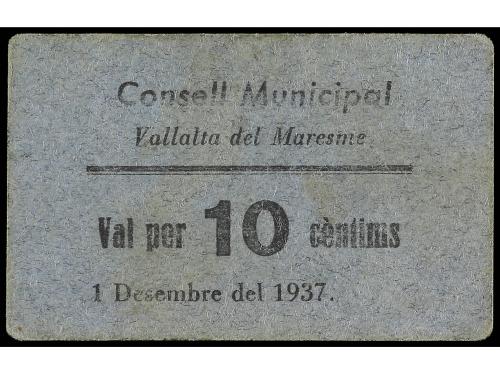 Consell Municipal
Vallalta del Maresme
Val per 10 cèntims
1 Desembre del 1937.